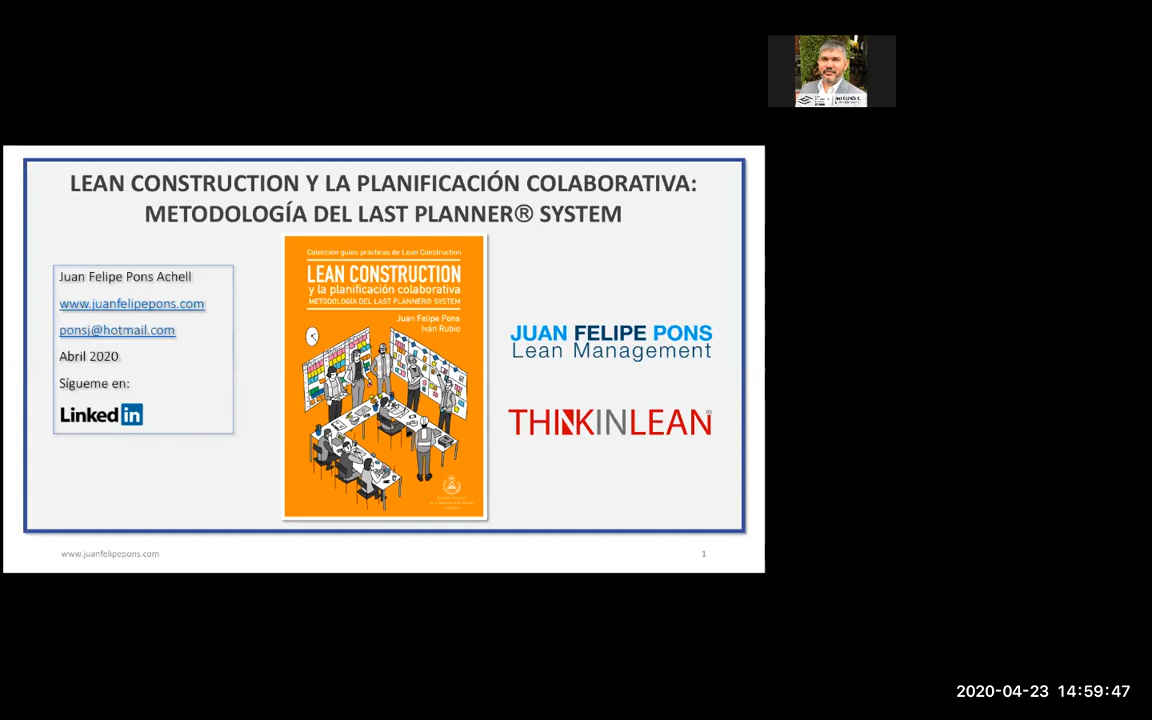 LEAN CONSTRUCTION Y LA PLANIFICACIÓN COLABORATIVA:
METODOLOGÍA DEL LAST PLANNER® SYSTEM
Juan Felipe Pons Achell
www.juanfelipepons.com
ponsj@hotmail.com
Abril 2020
Sígueme en:
Linkedin
Colección guías prácticas de Lean Construction
LEAN CONSTRUCTION
y la planificación colaborativa
METODOLOGÍA DEL LAST PLANNER® SYSTEM
Juan Felipe Pons
Iván Rubio
JUAN FELIPE PONS
Lean Management
THINKINLEAN®
www.juanfelipepons.com
1
2020-04-23 14:59:47